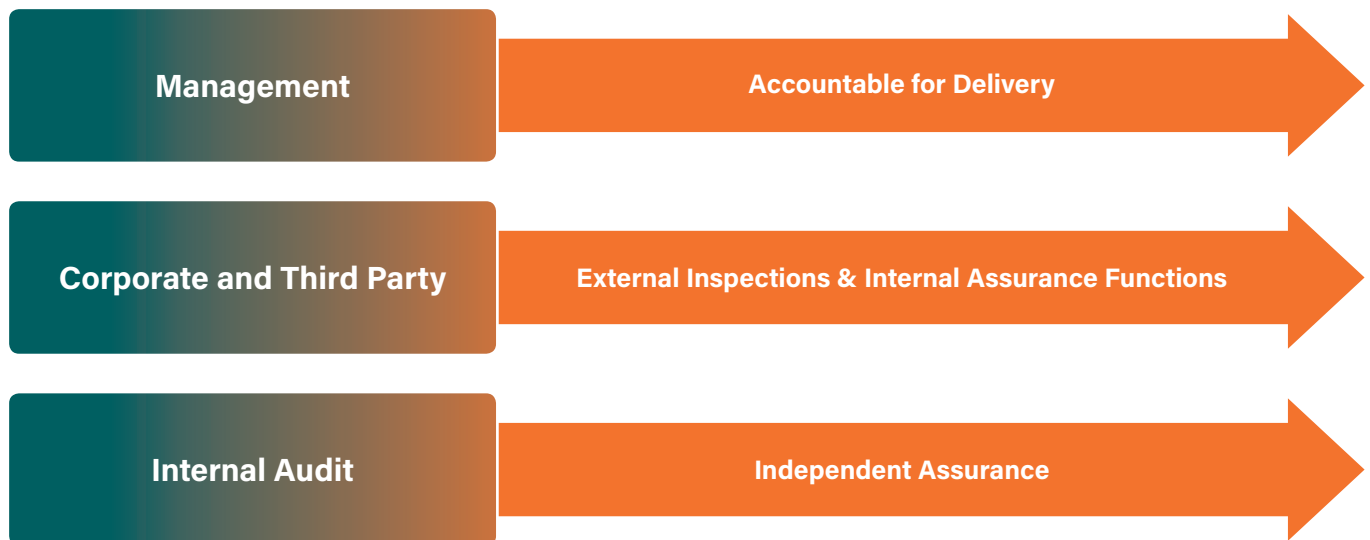 Management
Accountable for Delivery
Corporate and Third Party
External Inspections & Internal Assurance Functions
Internal Audit
Independent Assurance